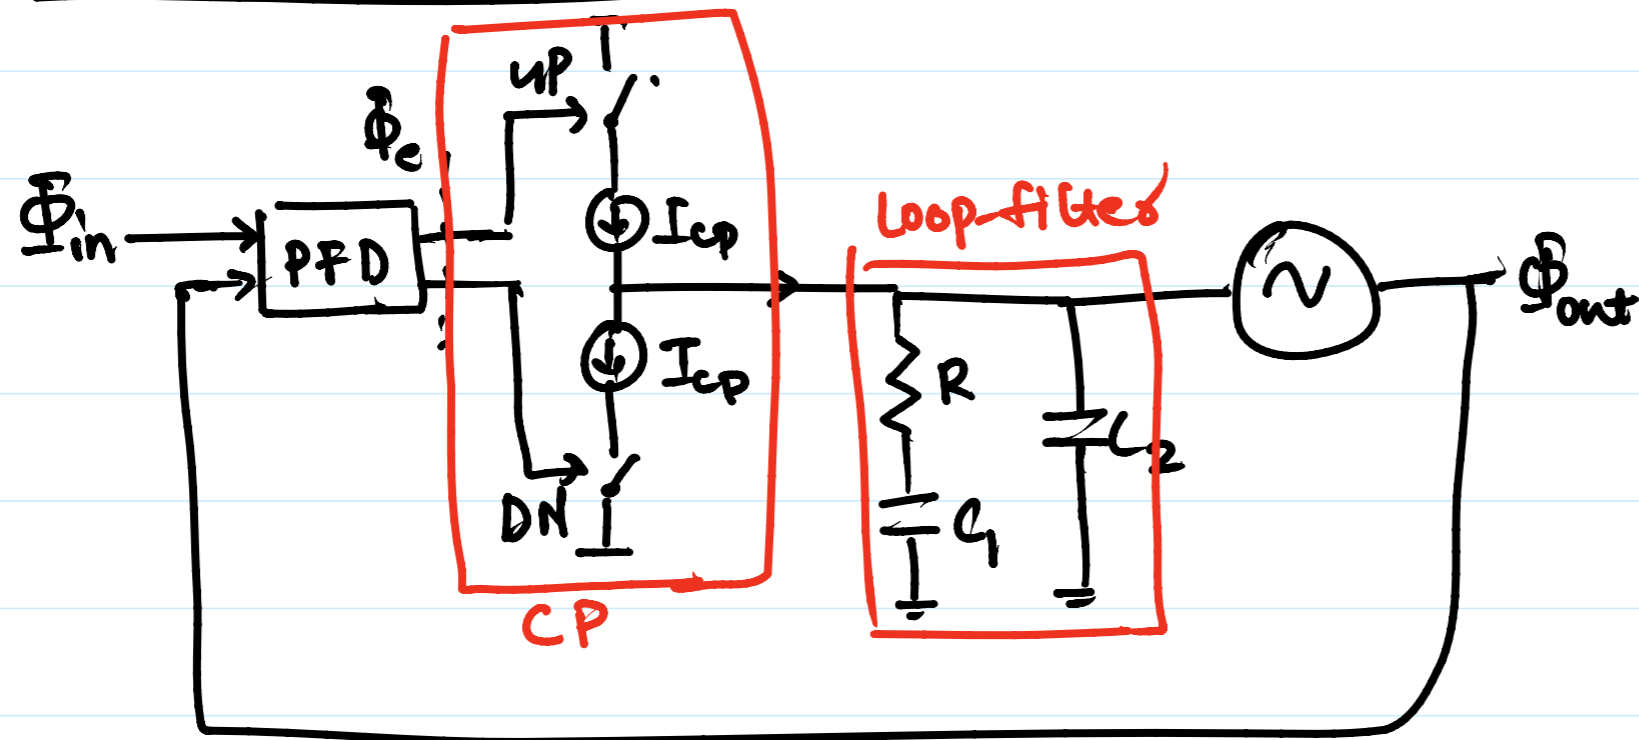 UP
Φe
Φin
PFD
Icp
Loop-filter
Φout
Icp
R
C2
DN
C1
CP